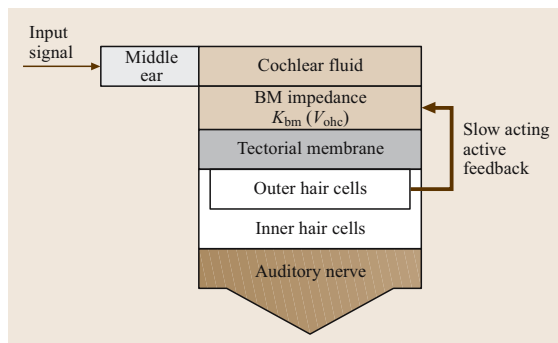 Input
signal
Middle
ear
Cochlear fluid
BM impedance
K_bm (V_ohc)
Tectorial membrane
Slow acting
active
feedback
Outer hair cells
Inner hair cells
Auditory nerve